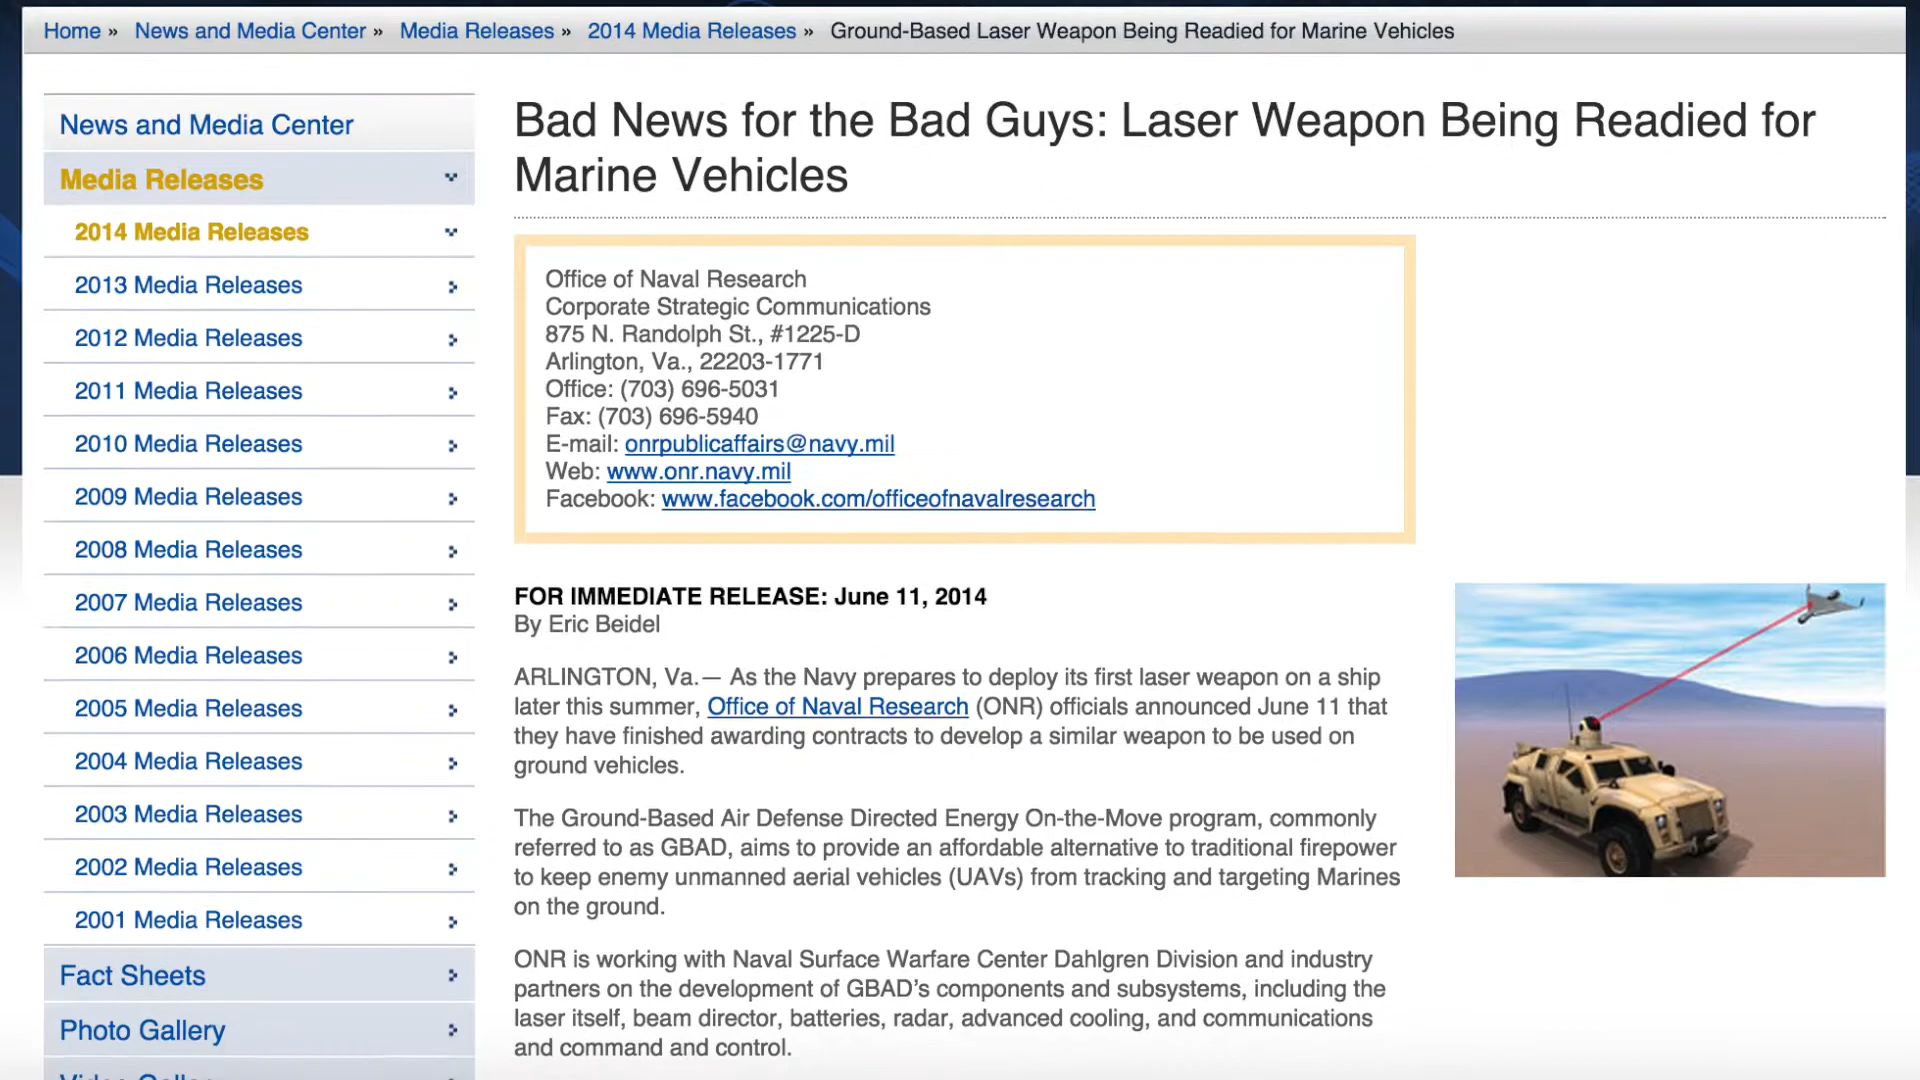 Home » News and Media Center » Media Releases » 2014 Media Releases » Ground-Based Laser Weapon Being Readied for Marine Vehicles
News and Media Center
Media Releases
2014 Media Releases
2013 Media Releases
2012 Media Releases
2011 Media Releases
2010 Media Releases
2009 Media Releases
2008 Media Releases
2007 Media Releases
2006 Media Releases
2005 Media Releases
2004 Media Releases
2003 Media Releases
2002 Media Releases
2001 Media Releases
Fact Sheets
Photo Gallery
Bad News for the Bad Guys: Laser Weapon Being Readied for
Marine Vehicles
Office of Naval Research
Corporate Strategic Communications
875 N. Randolph St., #1225-D
Arlington, Va., 22203-1771
Office: (703) 696-5031
Fax: (703) 696-5940
E-mail: onrpublicaffairs@navy.mil
Web: www.onr.navy.mil
Facebook: www.facebook.com/officeofnavalresearch
FOR IMMEDIATE RELEASE: June 11, 2014
By Eric Beidel
ARLINGTON, Va.— As the Navy prepares to deploy its first laser weapon on a ship
later this summer, Office of Naval Research (ONR) officials announced June 11 that
they have finished awarding contracts to develop a similar weapon to be used on
ground vehicles.
The Ground-Based Air Defense Directed Energy On-the-Move program, commonly
referred to as GBAD, aims to provide an affordable alternative to traditional firepower
to keep enemy unmanned aerial vehicles (UAVs) from tracking and targeting Marines
on the ground.
ONR is working with Naval Surface Warfare Center Dahlgren Division and industry
partners on the development of GBAD’s components and subsystems, including the
laser itself, beam director, batteries, radar, advanced cooling, and communications
and command and control.